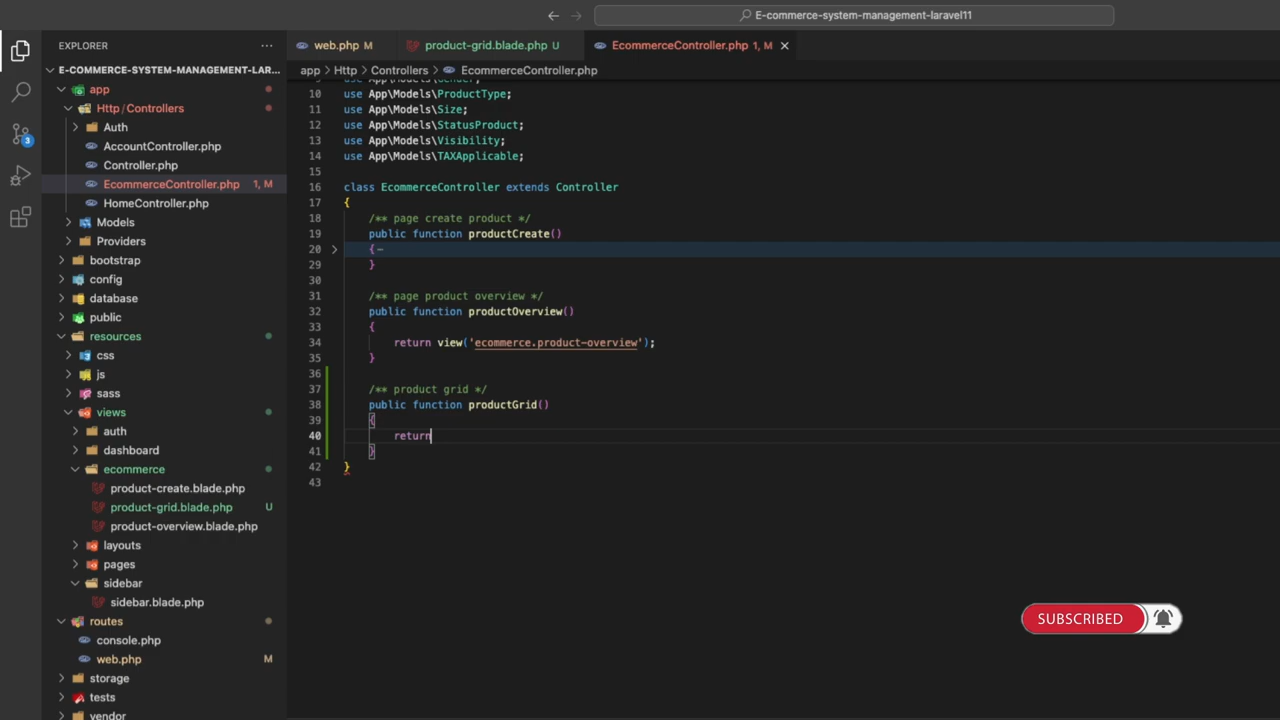 E-commerce-system-management-laravel11
EXPLORER
web.php M
product-grid.blade.php U
EcommerceController.php 1, M
E-COMMERCE-SYSTEM-MANAGEMENT-LAR...
app > Http > Controllers > EcommerceController.php
app
Http / Controllers
Auth
AccountController.php
Controller.php
EcommerceController.php 1, M
HomeController.php
Models
Providers
bootstrap
config
database
public
resources
css
js
sass
views
auth
dashboard
ecommerce
product-create.blade.php
product-grid.blade.php U
product-overview.blade.php
layouts
pages
sidebar
sidebar.blade.php
routes
console.php
web.php M
storage
tests
vendor
3
10 use App\Models\ProductType;
11 use App\Models\Size;
12 use App\Models\StatusProduct;
13 use App\Models\Visibility;
14 use App\Models\TAXApplicable;
15
16 class EcommerceController extends Controller
17 {
18 /** page create product */
19 public function productCreate()
20 {
29 }
30
31 /** page product overview */
32 public function productOverview()
33 {
34 return view('ecommerce.product-overview');
35 }
36
37 /** product grid */
38 public function productGrid()
39 {
40 return
41 }
42 }
43
SUBSCRIBED